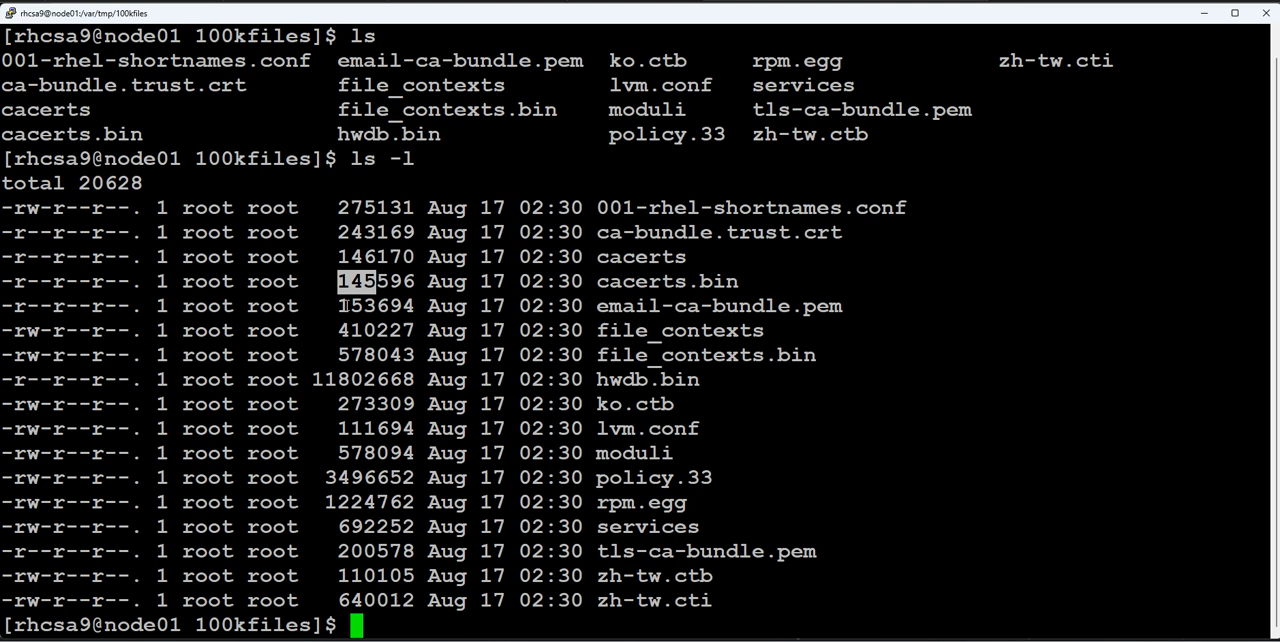 rhcsa9@node01:/var/tmp/100kfiles
[rhcsa9@node01 100kfiles]$ ls
001-rhel-shortnames.conf  email-ca-bundle.pem  ko.ctb    rpm.egg            zh-tw.cti
ca-bundle.trust.crt       file_contexts        lvm.conf  services
cacerts                   file_contexts.bin    moduli    tls-ca-bundle.pem
cacerts.bin               hwdb.bin             policy.33  zh-tw.ctb
[rhcsa9@node01 100kfiles]$ ls -l
total 20628
-rw-r--r--. 1 root root   275131 Aug 17 02:30 001-rhel-shortnames.conf
-r--r--r--. 1 root root   243169 Aug 17 02:30 ca-bundle.trust.crt
-r--r--r--. 1 root root   146170 Aug 17 02:30 cacerts
-r--r--r--. 1 root root   145596 Aug 17 02:30 cacerts.bin
-r--r--r--. 1 root root   153694 Aug 17 02:30 email-ca-bundle.pem
-rw-r--r--. 1 root root   410227 Aug 17 02:30 file_contexts
-rw-r--r--. 1 root root   578043 Aug 17 02:30 file_contexts.bin
-r--r--r--. 1 root root 11802668 Aug 17 02:30 hwdb.bin
-rw-r--r--. 1 root root   273309 Aug 17 02:30 ko.ctb
-rw-r--r--. 1 root root   111694 Aug 17 02:30 lvm.conf
-rw-r--r--. 1 root root   578094 Aug 17 02:30 moduli
-rw-r--r--. 1 root root  3496652 Aug 17 02:30 policy.33
-rw-r--r--. 1 root root  1224762 Aug 17 02:30 rpm.egg
-rw-r--r--. 1 root root   692252 Aug 17 02:30 services
-r--r--r--. 1 root root   200578 Aug 17 02:30 tls-ca-bundle.pem
-rw-r--r--. 1 root root   110105 Aug 17 02:30 zh-tw.ctb
-rw-r--r--. 1 root root   640012 Aug 17 02:30 zh-tw.cti
[rhcsa9@node01 100kfiles]$